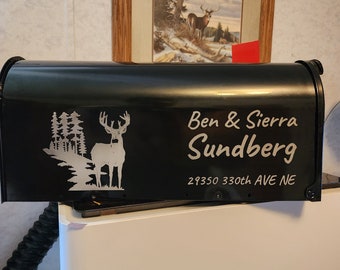 Ben & Sierra
Sundberg
29350 330th AVE NE